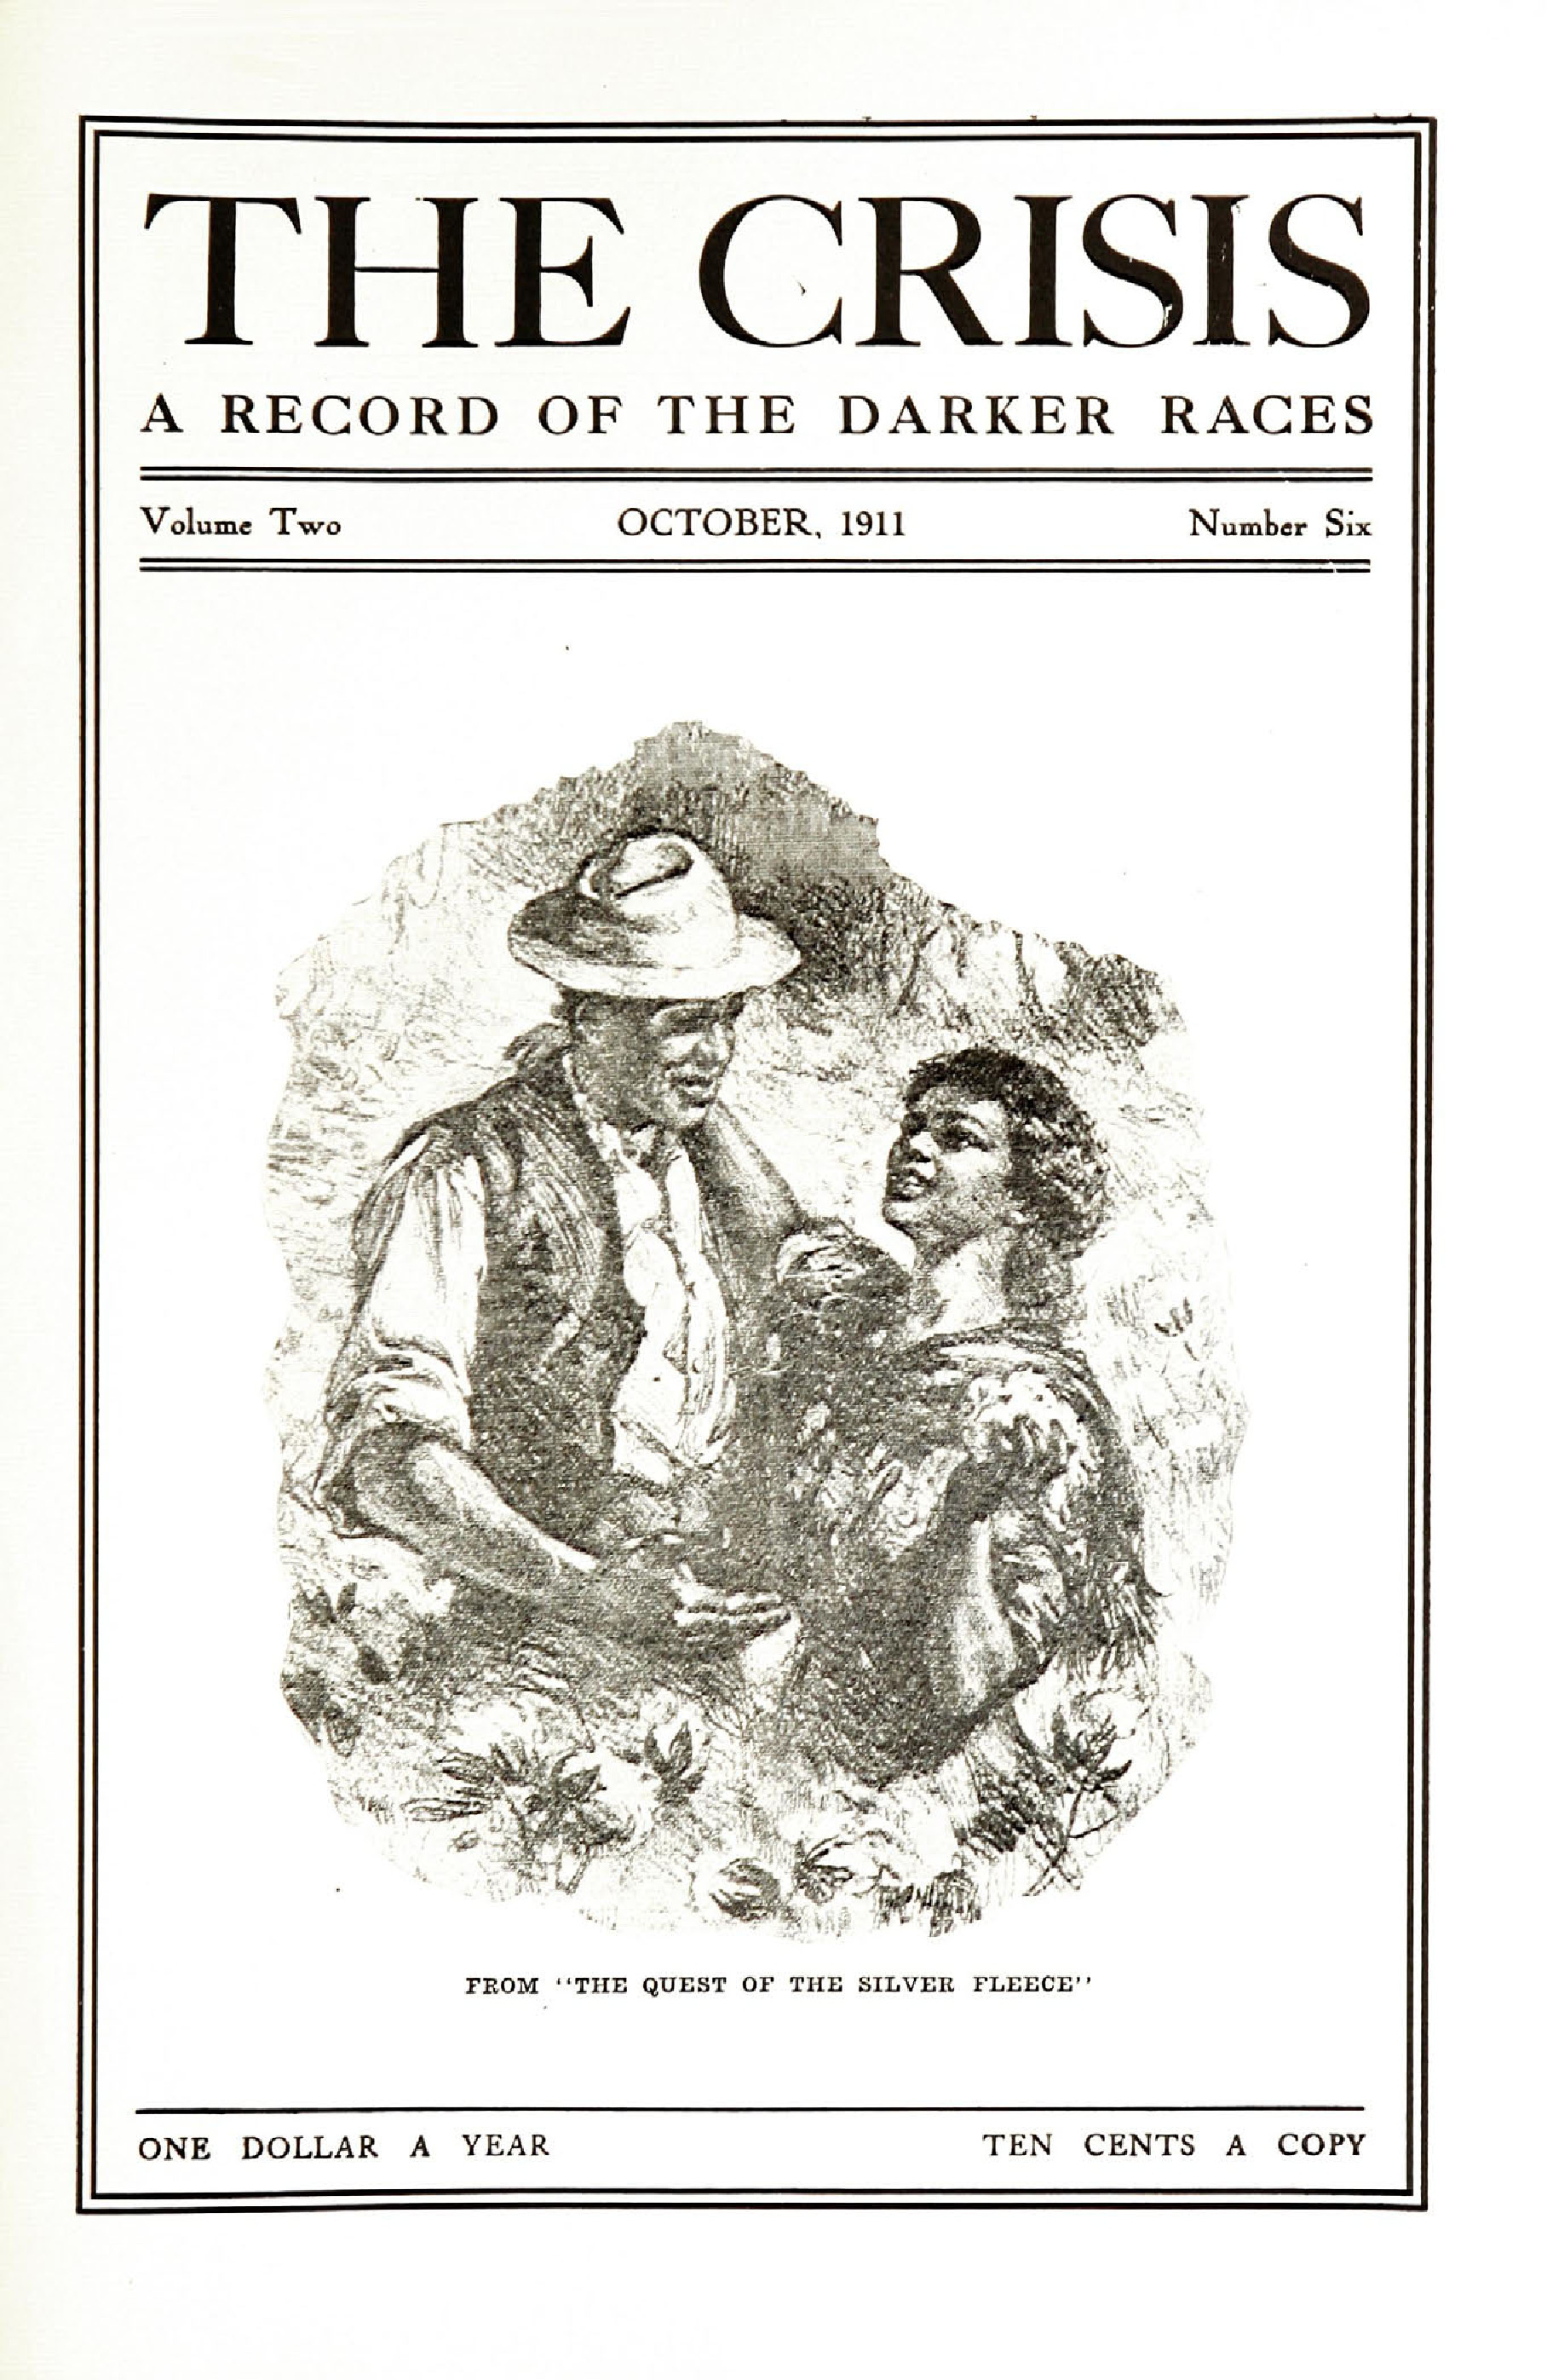 THE CRISIS
A RECORD OF THE DARKER RACES
Volume Two OCTOBER, 1911 Number Six
FROM "THE QUEST OF THE SILVER FLEECE"
ONE DOLLAR A YEAR TEN CENTS A COPY